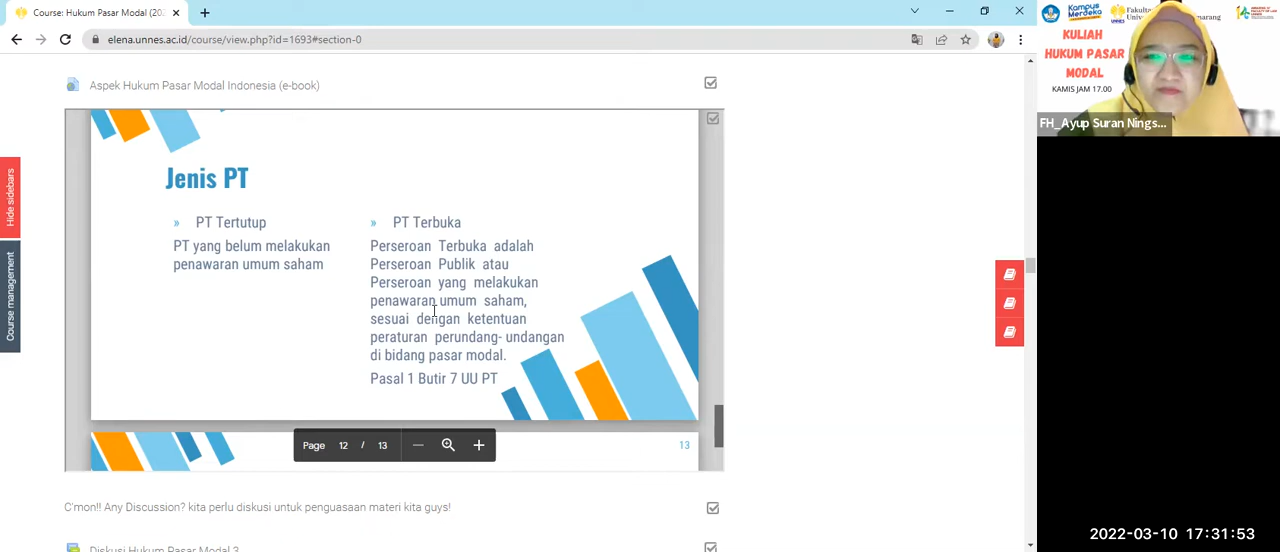 Course: Hukum Pasar Modal (20
elena.unnes.ac.id/course/view.php?id=1693#section-0
Hide sidebars
Course management
Aspek Hukum Pasar Modal Indonesia (e-book)
Jenis PT
» PT Tertutup
PT yang belum melakukan
penawaran umum saham
» PT Terbuka
Perseroan Terbuka adalah
Perseroan Publik atau
Perseroan yang melakukan
penawaran umum saham,
sesuai dengan ketentuan
peraturan perundang- undangan
di bidang pasar modal.
Pasal 1 Butir 7 UU PT
Page 12 / 13
13
C'mon!! Any Discussion? kita perlu diskusi untuk penguasaan materi kita guys!
Diskusi Hukum Pasar Modal 3
Kampus
Merdeka
UNNES
KULIAH
HUKUM PASAR
MODAL
KAMIS JAM 17.00
FH_Ayup Suran Nings...
2022-03-10 17:31:53